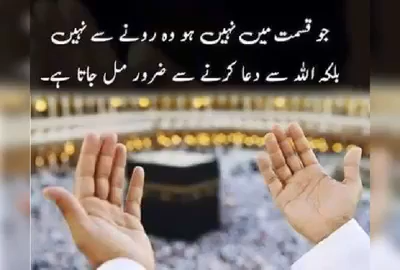 جو قسمت میں نہیں ہو وہ رونے سے نہیں
بلکہ اللہ سے دعا کرنے سے ضرور مل جاتا ہے۔